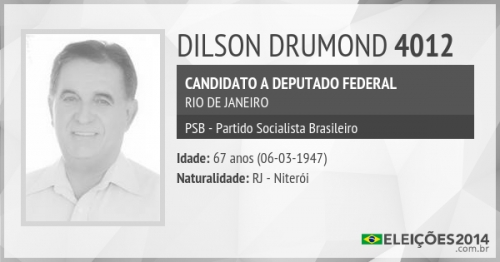 DILSON DRUMOND 4012
CANDIDATO A DEPUTADO FEDERAL
RIO DE JANEIRO
PSB - Partido Socialista Brasileiro
Idade: 67 anos (06-03-1947)
Naturalidade: RJ - Niterói
ELEIÇÕES2014
.com.br